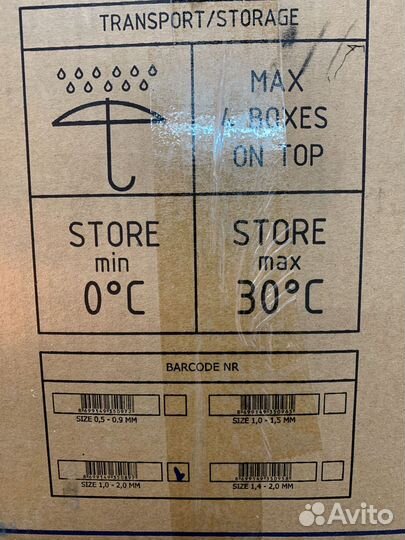 TRANSPORT/STORAGE
MAX
4 BOXES
ON TOP
STORE
min
0°C
STORE
max
30°C
BARCODE NR
SIZE 0,5 - 0,9 MM
SIZE 1,0 - 1,5 MM
SIZE 1,0 - 2,0 MM
SIZE 1,4 - 2,0 MM
Avito